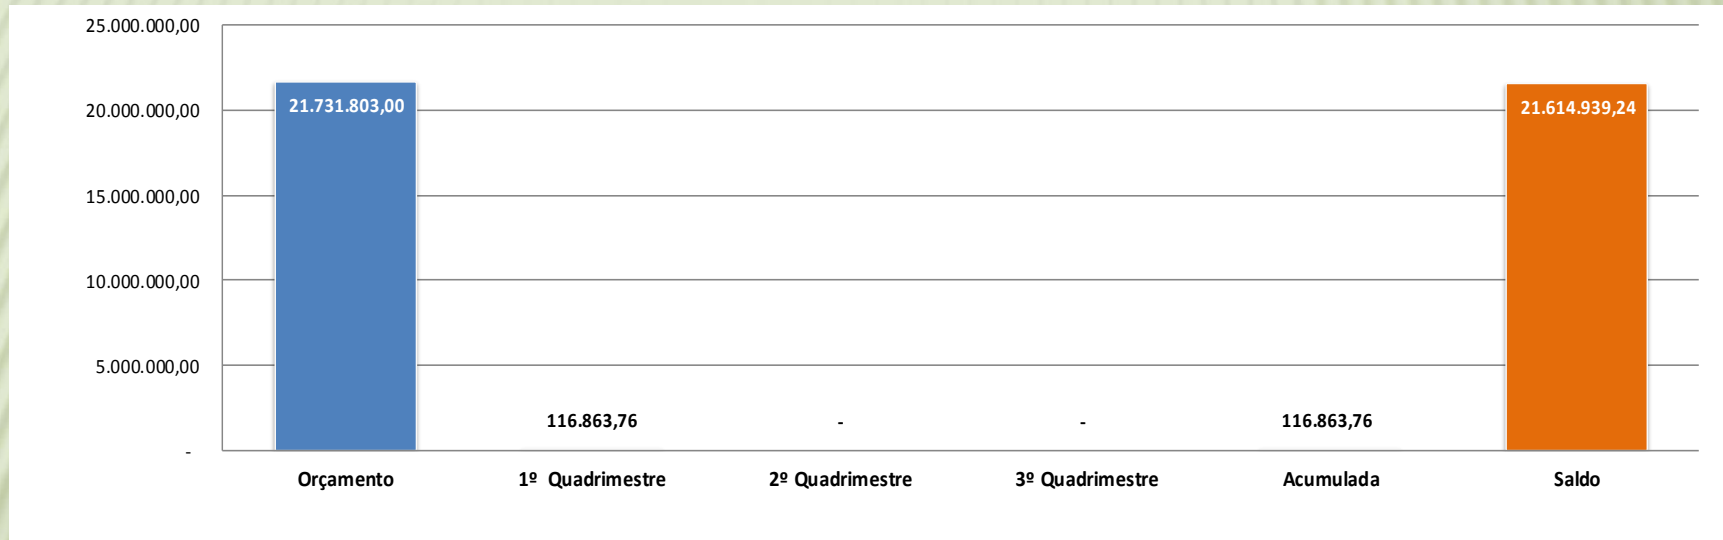 25.000.000,00
20.000.000,00
15.000.000,00
10.000.000,00
5.000.000,00
-
21.731.803,00
116.863,76
-
-
116.863,76
21.614.939,24
Orçamento
1º Quadrimestre
2º Quadrimestre
3º Quadrimestre
Acumulada
Saldo